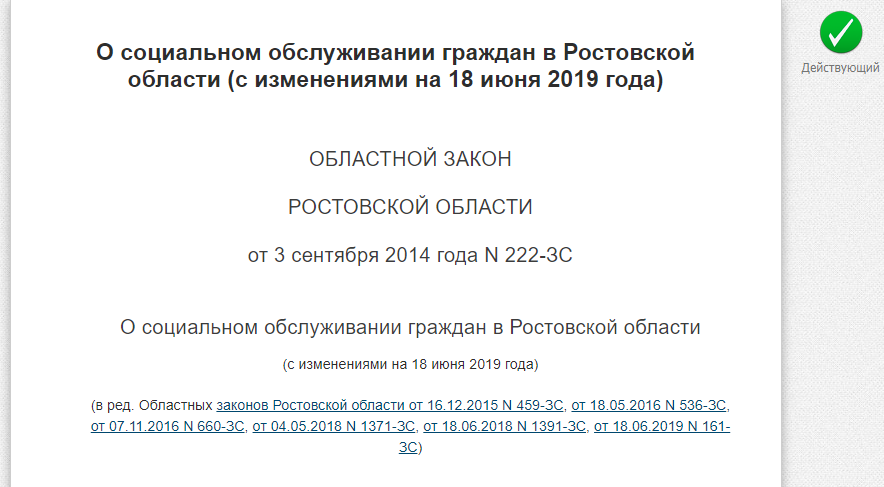 О социальном обслуживании граждан в Ростовской
области (с изменениями на 18 июня 2019 года)
Действующий
ОБЛАСТНОЙ ЗАКОН
РОСТОВСКОЙ ОБЛАСТИ
от 3 сентября 2014 года N 222-ЗС
О социальном обслуживании граждан в Ростовской области
(с изменениями на 18 июня 2019 года)
(в ред. Областных законов Ростовской области от 16.12.2015 N 459-ЗС, от 18.05.2016 N 536-ЗС,
от 07.11.2016 N 660-ЗС, от 04.05.2018 N 1371-ЗС, от 18.06.2018 N 1391-ЗС, от 18.06.2019 N 161-
ЗС)